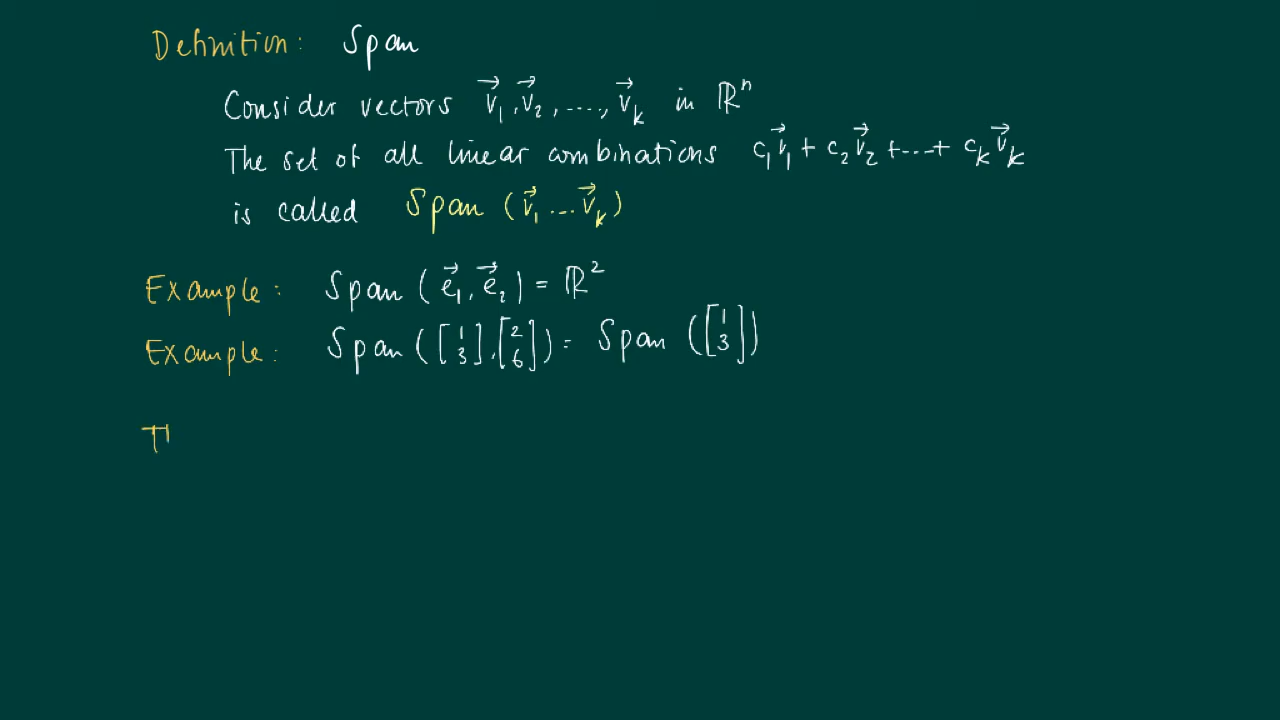 Definition: Span
Consider vectors v⃗₁, v⃗₂, ...., v⃗ₖ in ℝⁿ
The set of all linear combinations c₁v⃗₁ + c₂v⃗₂ + ...+ cₖv⃗ₖ
is called Span (v⃗₁ ... v⃗ₖ)
Example: Span (e⃗₁, e⃗₂) = ℝ²
Example: Span ([1 3], [2 6]) = Span ([1 3])